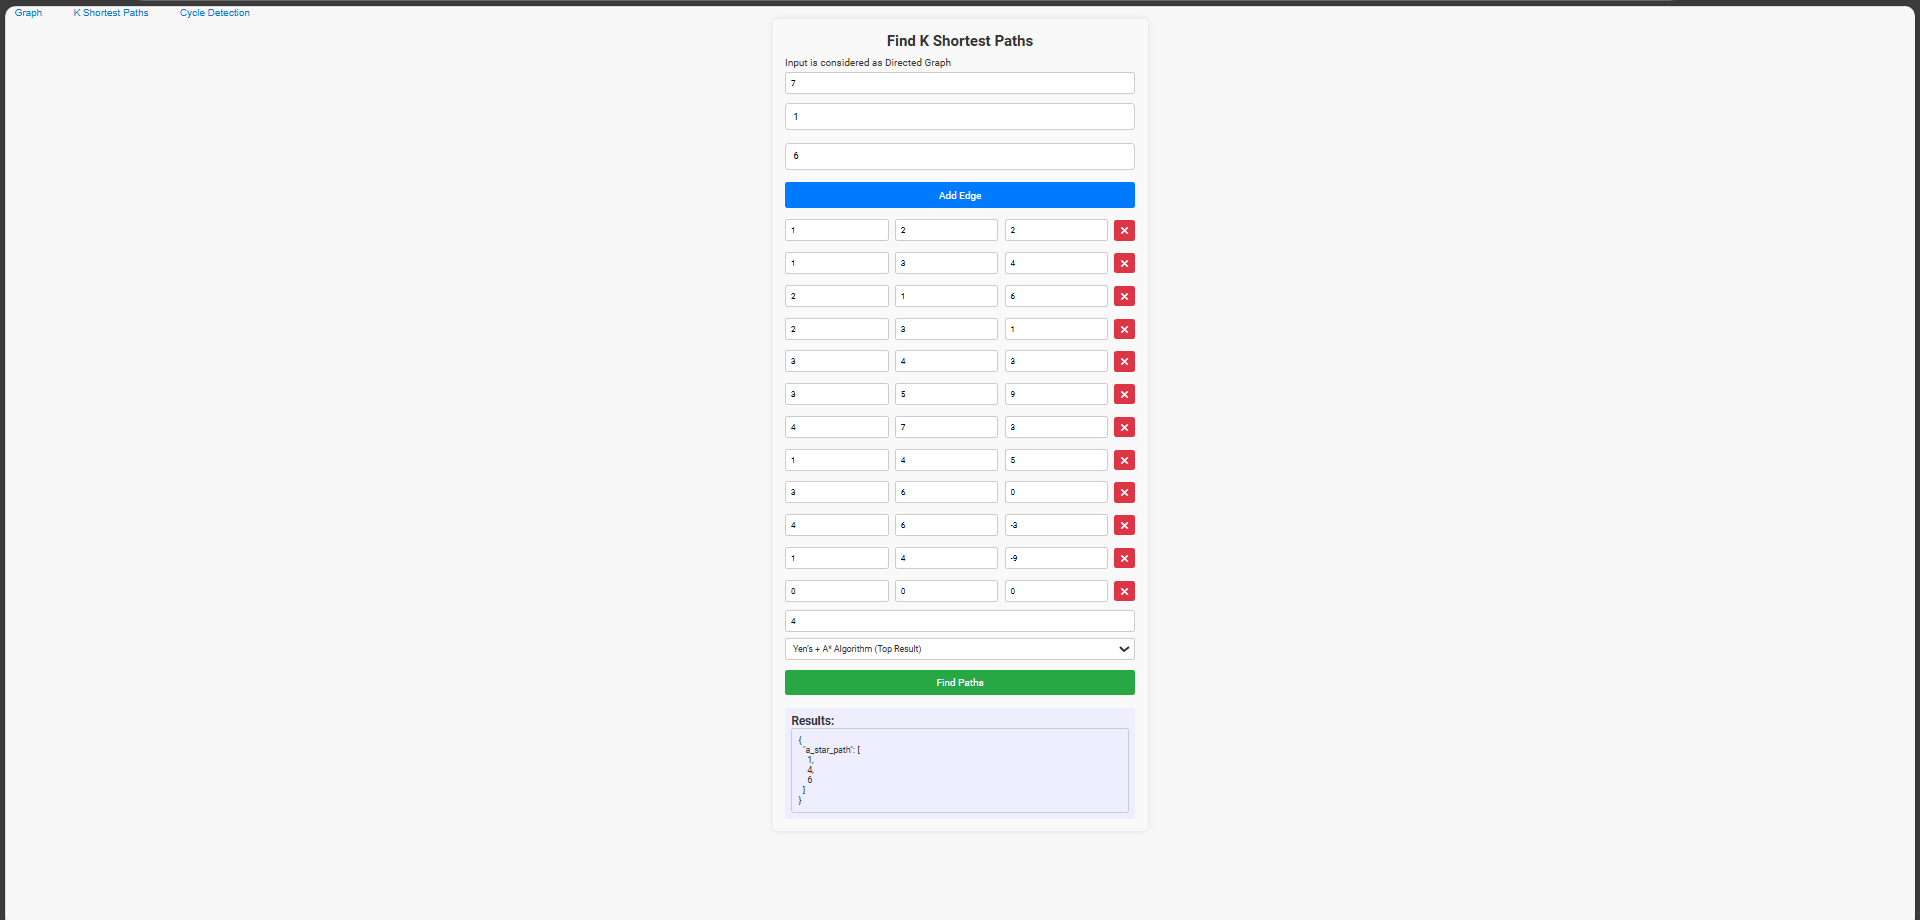 Graph K Shortest Paths Cycle Detection
Find K Shortest Paths
Input is considered as Directed Graph
7
1
6
Add Edge
1 2 2 ×
1 3 4 ×
2 1 6 ×
2 3 1 ×
3 4 3 ×
3 5 9 ×
4 7 3 ×
1 4 5 ×
3 6 0 ×
4 6 -3 ×
1 4 -9 ×
0 0 0 ×
4
Yen's + A* Algorithm (Top Result)
Find Paths
Results:
{
"a_star_path": [
1,
4,
6
]
}